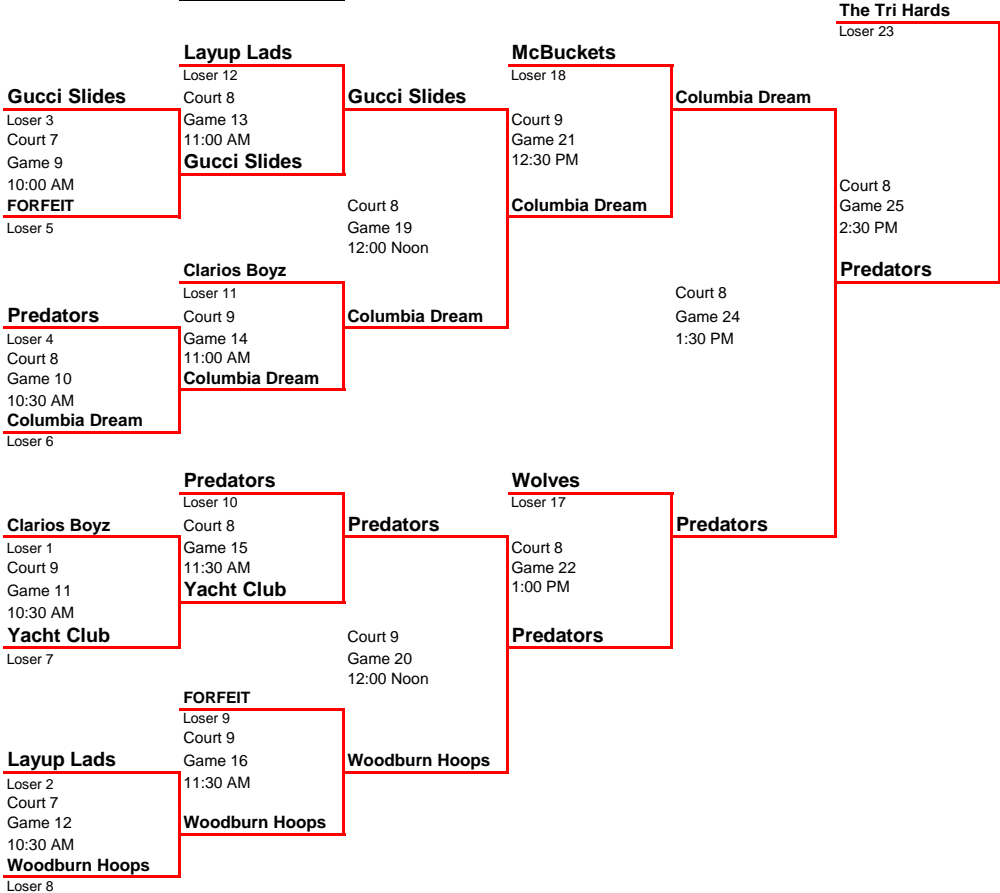 The Tri Hards
Loser 23
Layup Lads
McBuckets
Loser 12
Loser 18
Gucci Slides
Court 8
Gucci Slides
Columbia Dream
Loser 3
Game 13
Court 9
Court 7
11:00 AM
Game 21
Game 9
Gucci Slides
12:30 PM
10:00 AM
Court 8
FORFEIT
Court 8
Columbia Dream
Game 25
Loser 5
Game 19
2:30 PM
12:00 Noon
Clarios Boyz
Predators
Loser 11
Court 8
Predators
Court 9
Columbia Dream
Game 24
Loser 4
Game 14
1:30 PM
Court 8
11:00 AM
Game 10
Columbia Dream
10:30 AM
Columbia Dream
Loser 6
Predators
Wolves
Loser 10
Loser 17
Clarios Boyz
Court 8
Predators
Predators
Loser 1
Game 15
Court 8
Court 9
11:30 AM
Game 22
Game 11
Yacht Club
1:00 PM
10:30 AM
Yacht Club
Court 9
Predators
Loser 7
Game 20
12:00 Noon
FORFEIT
Loser 9
Court 9
Layup Lads
Game 16
Woodburn Hoops
Loser 2
11:30 AM
Court 7
Game 12
Woodburn Hoops
10:30 AM
Woodburn Hoops
Loser 8